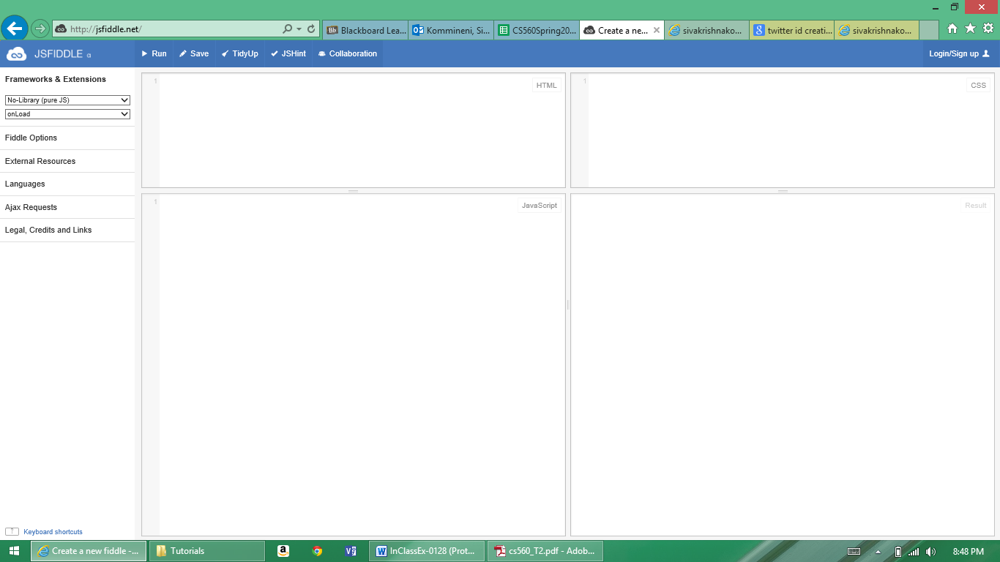 http://jsfiddle.net/
Blackboard Lea...
Kommineni, Si...
CS560Spring20...
Create a ne...
sivakrishnako...
twitter id creati...
sivakrishnako...
JSFIDDLE α
Run
Save
TidyUp
JSHint
Collaboration
Login/Sign up
Frameworks & Extensions
No-Library (pure JS)
onLoad
Fiddle Options
External Resources
Languages
Ajax Requests
Legal, Credits and Links
1
HTML
1
CSS
1
JavaScript
Result
? Keyboard shortcuts
Create a new fiddle -...
Tutorials
InClassEx-0128 (Prot...
cs560_T2.pdf - Adob...
8:48 PM